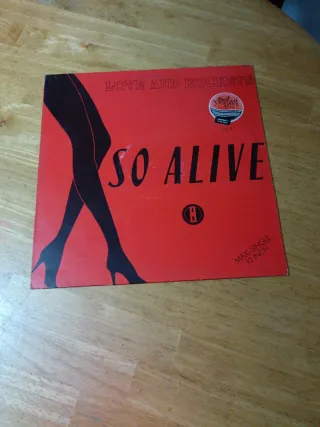 LOVE AND ROCKETS
SO ALIVE
MAXI-SINGLE
12 INCH